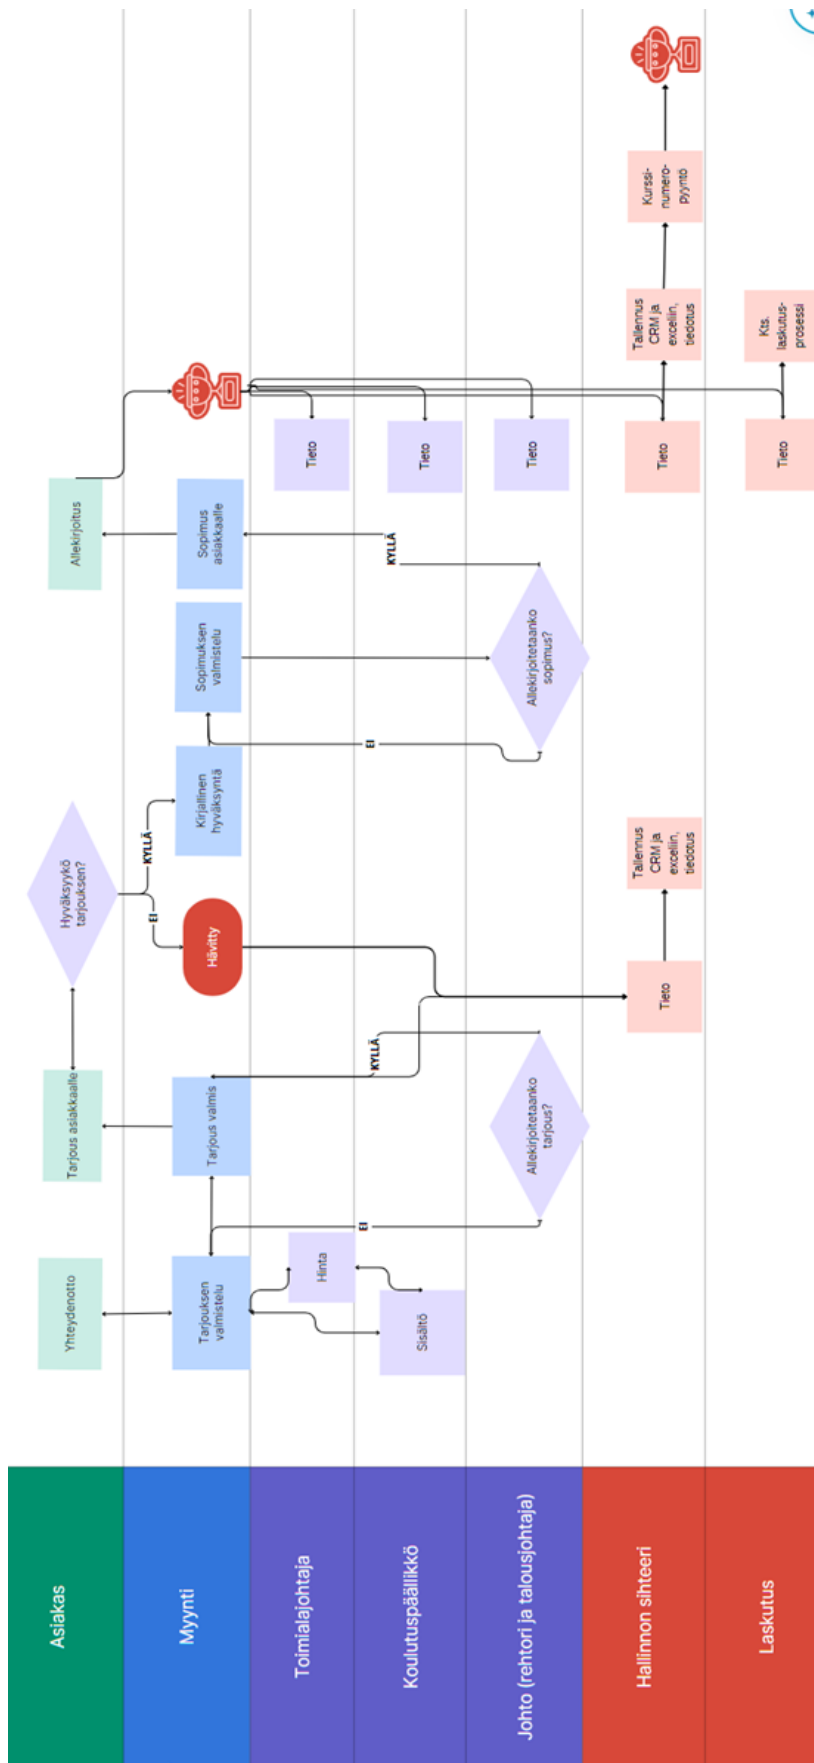 Asiakas
Yhteydenotto
Tarjous asiakkaalle
Hyväksyykö
tarjouksen?
Allekirjoitus
Myynti
Tarjouksen
valmistelu
Tarjous valmis
EI
Hävitty
KYLLÄ
Kirjallinen
hyväksyntä
Sopimuksen
valmistelu
Sopimus
asiakkaalle
Toimialajohtaja
Hinta
Tieto
Koulutuspäällikkö
Sisältö
EI
KYLLÄ
EI
KYLLÄ
Tieto
Johto (rehtori ja talousjohtaja)
Allekirjoitetaanko
tarjous?
Allekirjoitetaanko
sopimus?
Tieto
Hallinnon sihteeri
Tieto
Tallennus
CRM ja
exceliin,
tiedotus
Tieto
Tallennus
CRM ja
exceliin,
tiedotus
Kurssi-
numero-
pyyntö
Laskutus
Tieto
Kts.
laskutus-
prosessi